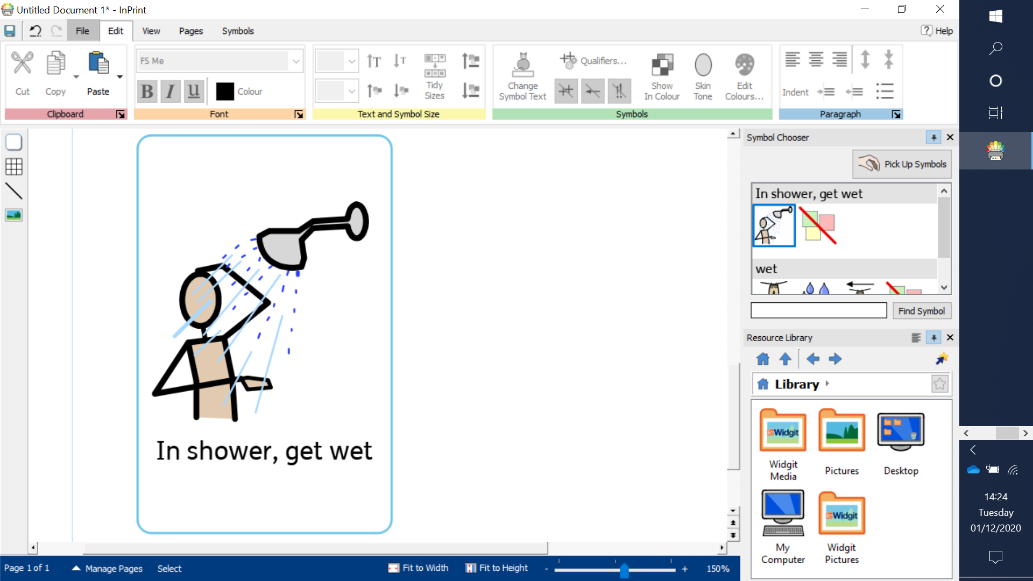 Untitled Document 1* - InPrint
File Edit View Pages Symbols Help
FS Me
Cut Copy Paste
B I U Colour
Tidy Sizes
Change Symbol Text
Qualifiers...
Show In Colour
Skin Tone
Edit Colours...
Indent
Clipboard Font Text and Symbol Size Symbols Paragraph
Symbol Chooser
Pick Up Symbols
In shower, get wet
wet
Find Symbol
Resource Library
Library
Widgit
Widgit Media
Pictures
Desktop
My Computer
Widgit
Widgit Pictures
In shower, get wet
Page 1 of 1 Manage Pages Select Fit to Width Fit to Height - + 150%
14:24
Tuesday
01/12/2020